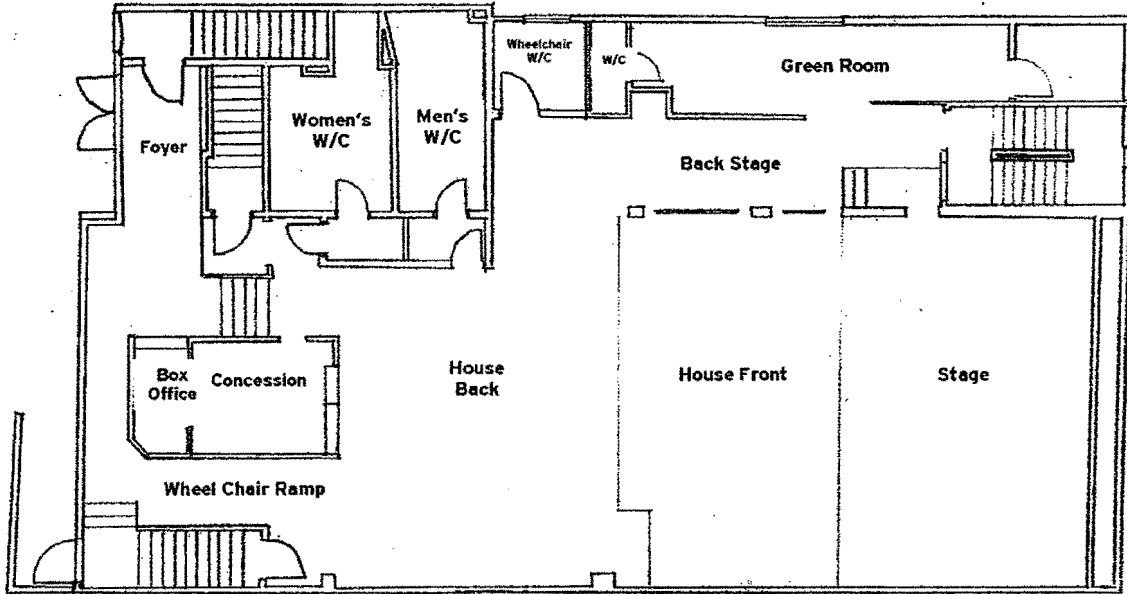 Wheelchair
W/C
W/C
Green Room
Women's
W/C
Men's
W/C
Foyer
Back Stage
Box
Office
Concession
House
Back
House Front
Stage
Wheel Chair Ramp